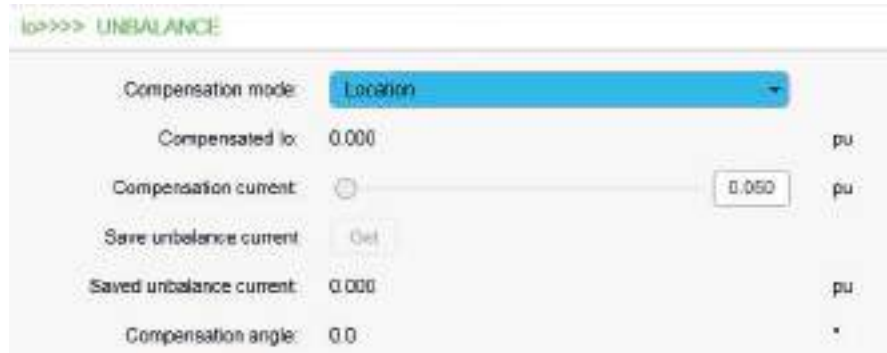 Io>>>> UNBALANCE
Compensation mode: Location
Compensated Io: 0.000 pu
Compensation current: 0.050 pu
Save unbalance current Get
Saved unbalance current: 0.000 pu
Compensation angle: 0.0 °